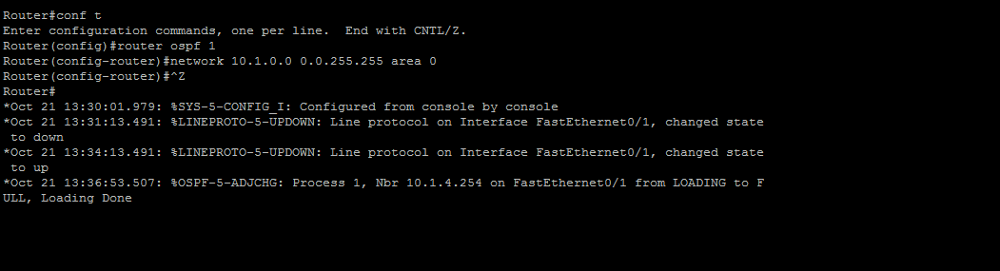 Router#conf t
Enter configuration commands, one per line.  End with CNTL/Z.
Router(config)#router ospf 1
Router(config-router)#network 10.1.0.0 0.0.255.255 area 0
Router(config-router)#^Z
Router#
*Oct 21 13:30:01.979: %SYS-5-CONFIG_I: Configured from console by console
*Oct 21 13:31:13.491: %LINEPROTO-5-UPDOWN: Line protocol on Interface FastEthernet0/1, changed state
 to down
*Oct 21 13:34:13.491: %LINEPROTO-5-UPDOWN: Line protocol on Interface FastEthernet0/1, changed state
 to up
*Oct 21 13:36:53.507: %OSPF-5-ADJCHG: Process 1, Nbr 10.1.4.254 on FastEthernet0/1 from LOADING to F
ULL, Loading Done